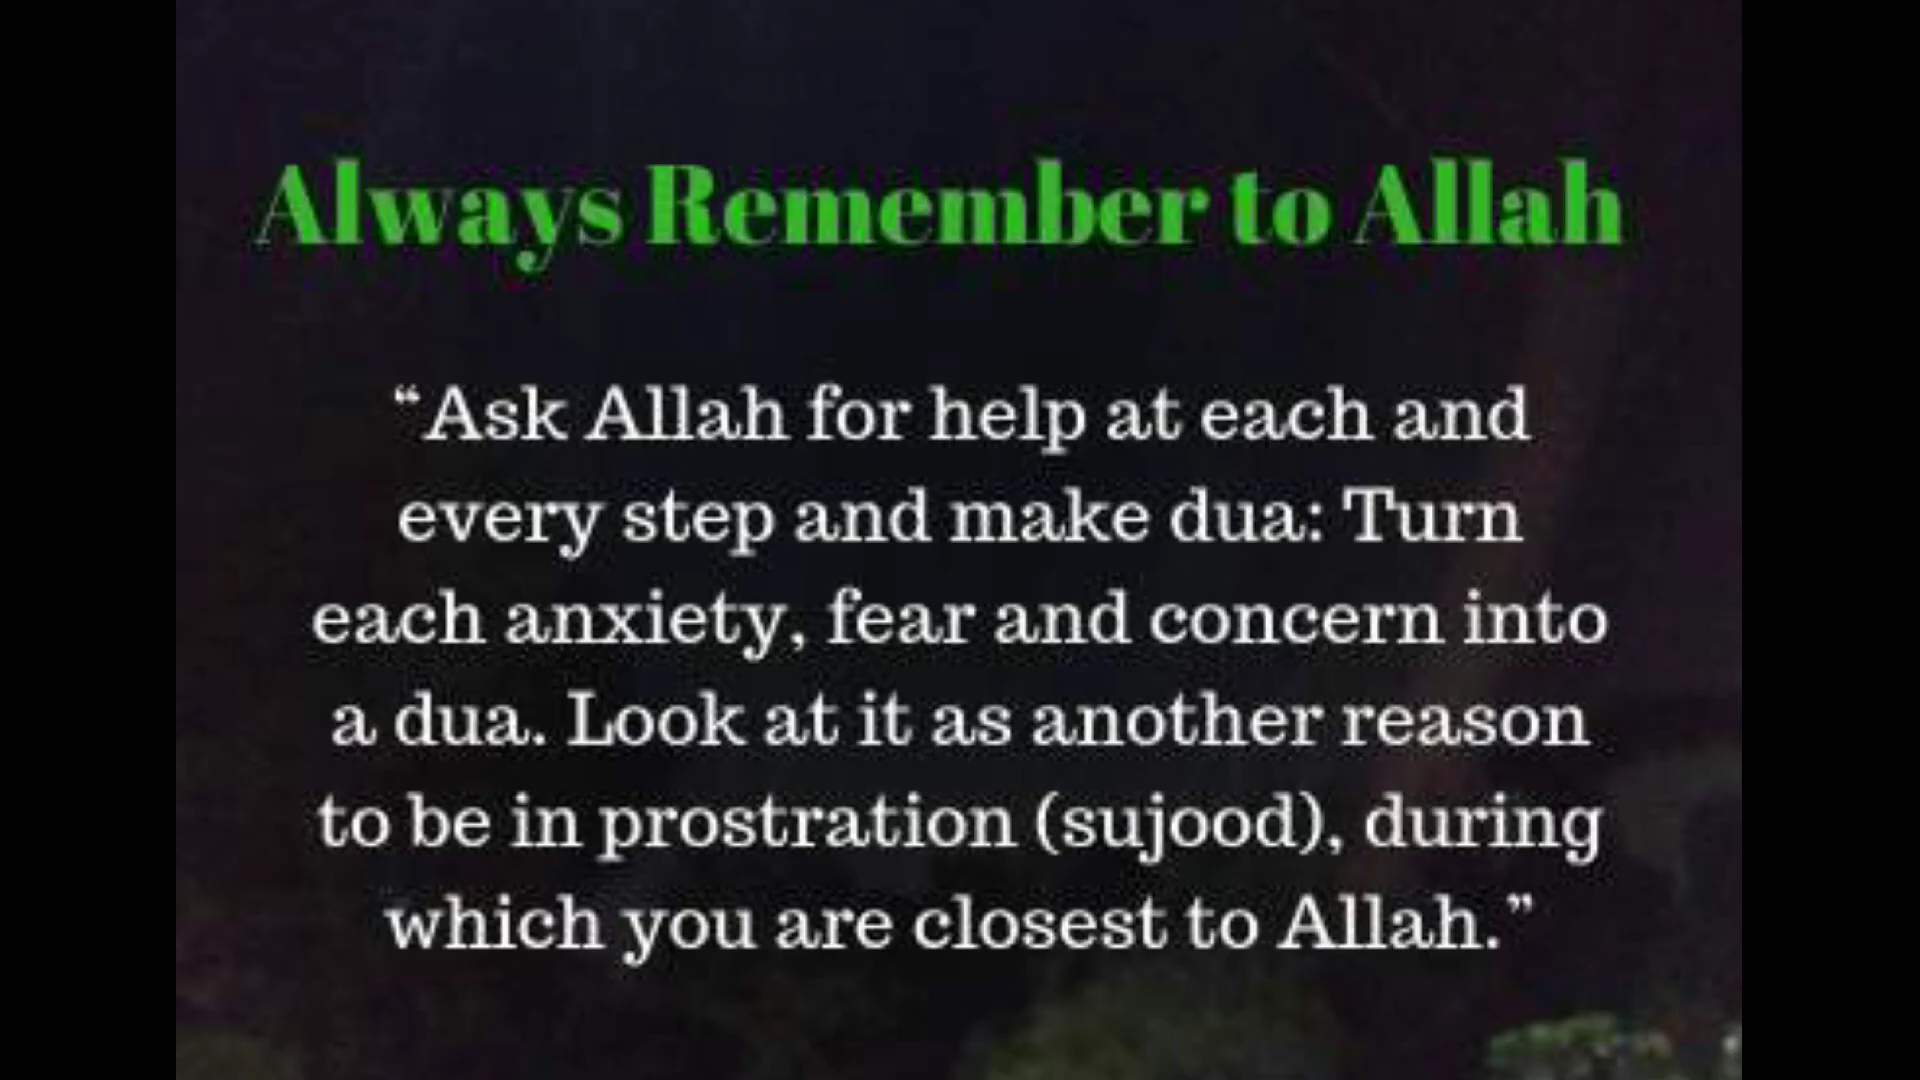 Always Remember to Allah
“Ask Allah for help at each and
every step and make dua: Turn
each anxiety, fear and concern into
a dua. Look at it as another reason
to be in prostration (sujood), during
which you are closest to Allah.”